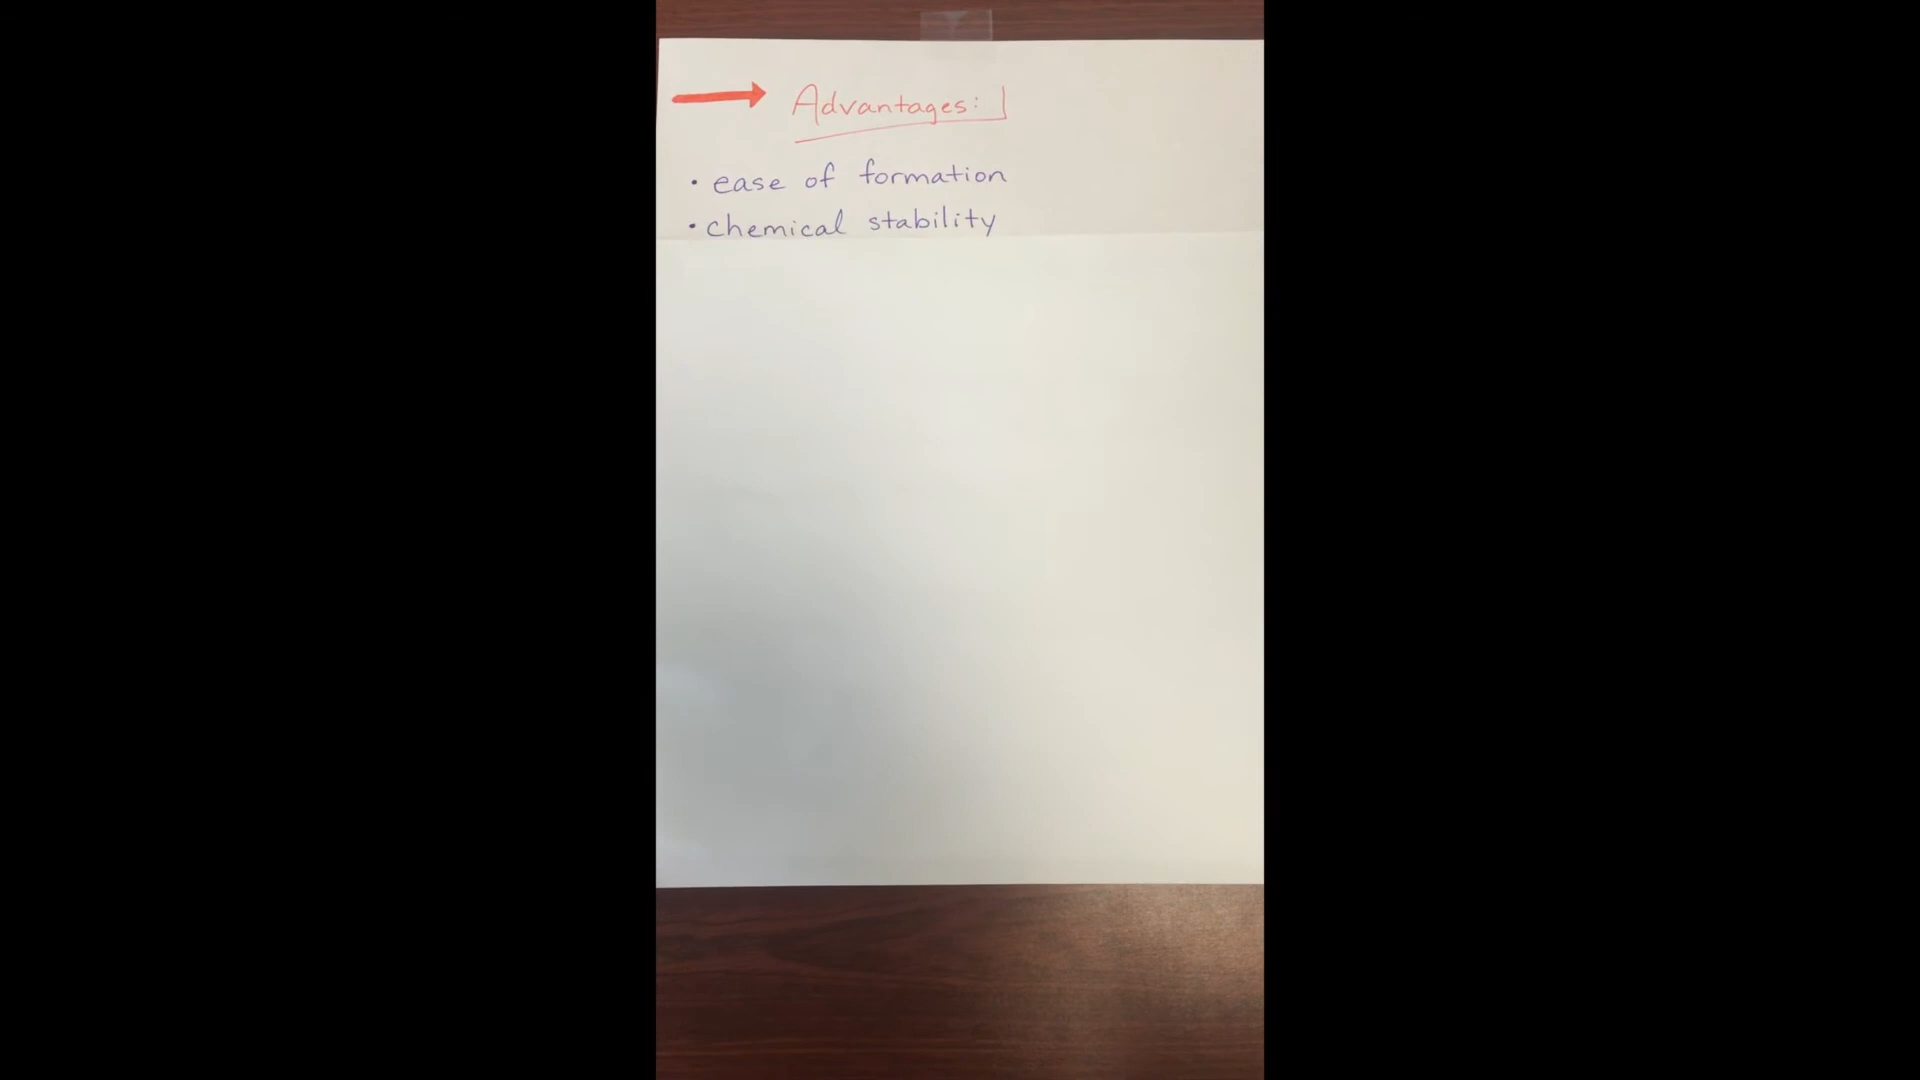 Advantages:
• ease of formation
• chemical stability